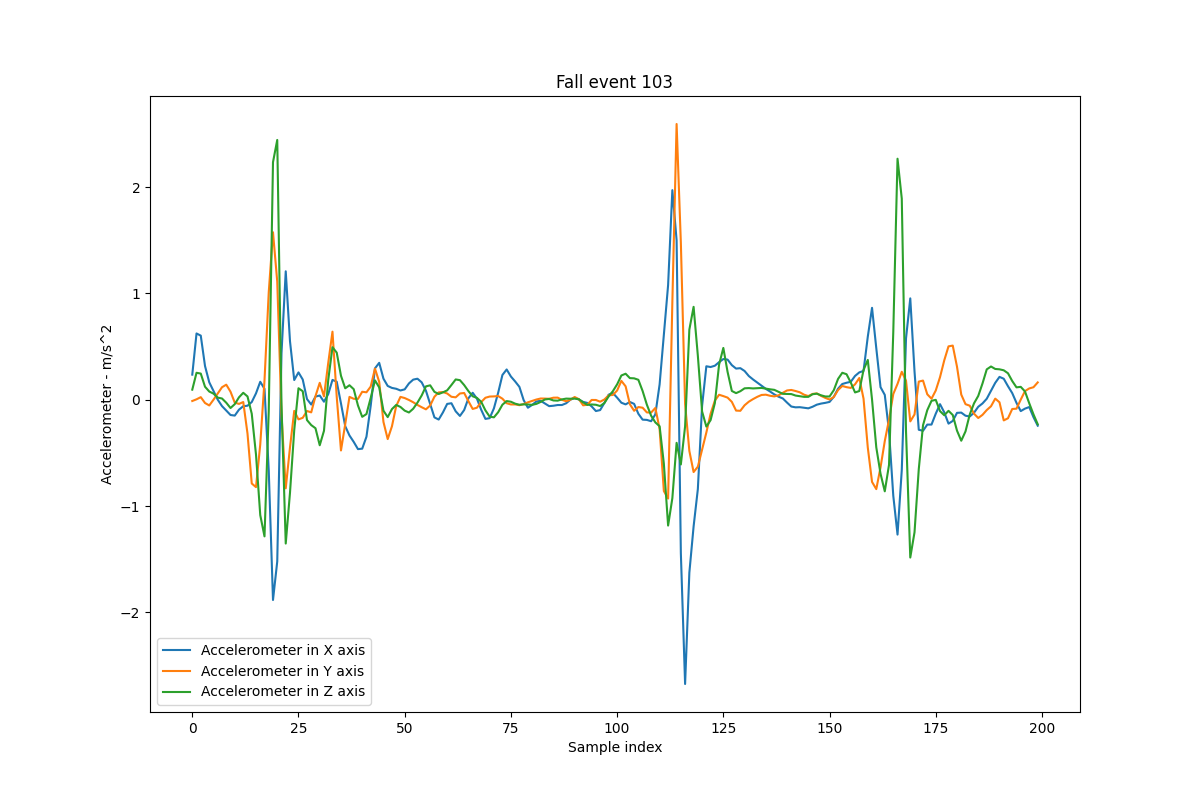 Fall event 103
Accelerometer - m/s^2
2
1
0
−1
−2
Accelerometer in X axis
Accelerometer in Y axis
Accelerometer in Z axis
0 25 50 75 100 125 150 175 200
Sample index